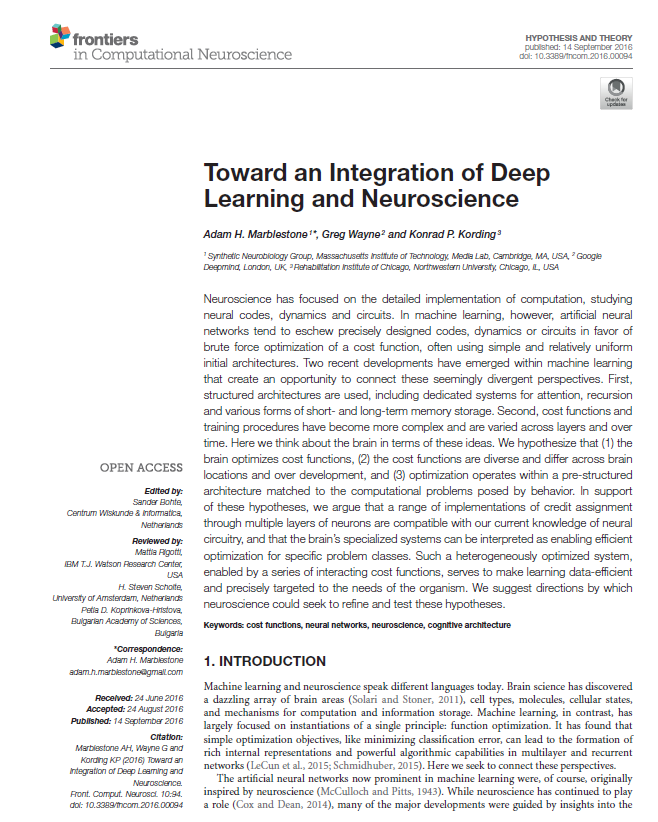 frontiers
in Computational Neuroscience
HYPOTHESIS AND THEORY
published: 14 September 2016
doi: 10.3389/fncom.2016.00094
Check for
updates
Toward an Integration of Deep
Learning and Neuroscience
Adam H. Marblestone 1*, Greg Wayne 2 and Konrad P. Kording 3
1 Synthetic Neurobiology Group, Massachusetts Institute of Technology, Media Lab, Cambridge, MA, USA, 2 Google
Deepmind, London, UK, 3 Rehabilitation Institute of Chicago, Northwestern University, Chicago, IL, USA
Neuroscience has focused on the detailed implementation of computation, studying
neural codes, dynamics and circuits. In machine learning, however, artificial neural
networks tend to eschew precisely designed codes, dynamics or circuits in favor of
brute force optimization of a cost function, often using simple and relatively uniform
initial architectures. Two recent developments have emerged within machine learning
that create an opportunity to connect these seemingly divergent perspectives. First,
structured architectures are used, including dedicated systems for attention, recursion
and various forms of short- and long-term memory storage. Second, cost functions and
training procedures have become more complex and are varied across layers and over
time. Here we think about the brain in terms of these ideas. We hypothesize that (1) the
brain optimizes cost functions, (2) the cost functions are diverse and differ across brain
locations and over development, and (3) optimization operates within a pre-structured
architecture matched to the computational problems posed by behavior. In support
of these hypotheses, we argue that a range of implementations of credit assignment
through multiple layers of neurons are compatible with our current knowledge of neural
circuitry, and that the brain's specialized systems can be interpreted as enabling efficient
optimization for specific problem classes. Such a heterogeneously optimized system,
enabled by a series of interacting cost functions, serves to make learning data-efficient
and precisely targeted to the needs of the organism. We suggest directions by which
neuroscience could seek to refine and test these hypotheses.
Keywords: cost functions, neural networks, neuroscience, cognitive architecture
OPEN ACCESS
Edited by:
Sander Bohte,
Centrum Wiskunde & Informatica,
Netherlands
Reviewed by:
Mattia Rigotti,
IBM T.J. Watson Research Center,
USA
H. Steven Scholte,
University of Amsterdam, Netherlands
Petia D. Koprinkova-Hristova,
Bulgarian Academy of Sciences,
Bulgaria
*Correspondence:
Adam H. Marblestone
adam.h.marblestone@gmail.com
Received: 24 June 2016
Accepted: 24 August 2016
Published: 14 September 2016
Citation:
Marblestone AH, Wayne G and
Kording KP (2016) Toward an
Integration of Deep Learning and
Neuroscience.
Front. Comput. Neurosci. 10:94.
doi: 10.3389/fncom.2016.00094
1. INTRODUCTION
Machine learning and neuroscience speak different languages today. Brain science has discovered
a dazzling array of brain areas (Solari and Stoner, 2011), cell types, molecules, cellular states,
and mechanisms for computation and information storage. Machine learning, in contrast, has
largely focused on instantiations of a single principle: function optimization. It has found that
simple optimization objectives, like minimizing classification error, can lead to the formation of
rich internal representations and powerful algorithmic capabilities in multilayer and recurrent
networks (LeCun et al., 2015; Schmidhuber, 2015). Here we seek to connect these perspectives.
The artificial neural networks now prominent in machine learning were, of course, originally
inspired by neuroscience (McCulloch and Pitts, 1943). While neuroscience has continued to play
a role (Cox and Dean, 2014), many of the major developments were guided by insights into the